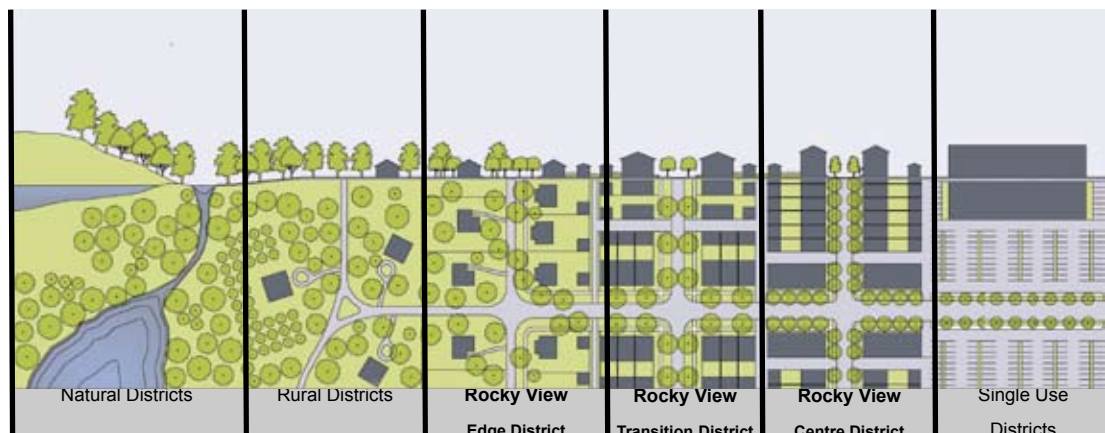 Natural Districts
Rural Districts
Rocky View
Edge District
Rocky View
Transition District
Rocky View
Centre District
Single Use
Districts